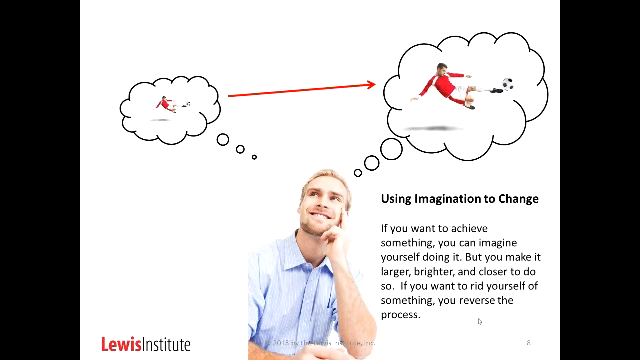 Using Imagination to Change
If you want to achieve
something, you can imagine
yourself doing it. But you make it
larger, brighter, and closer to do
so. If you want to rid yourself of
something, you reverse the
process.
LewisInstitute
Institute, Inc.
8